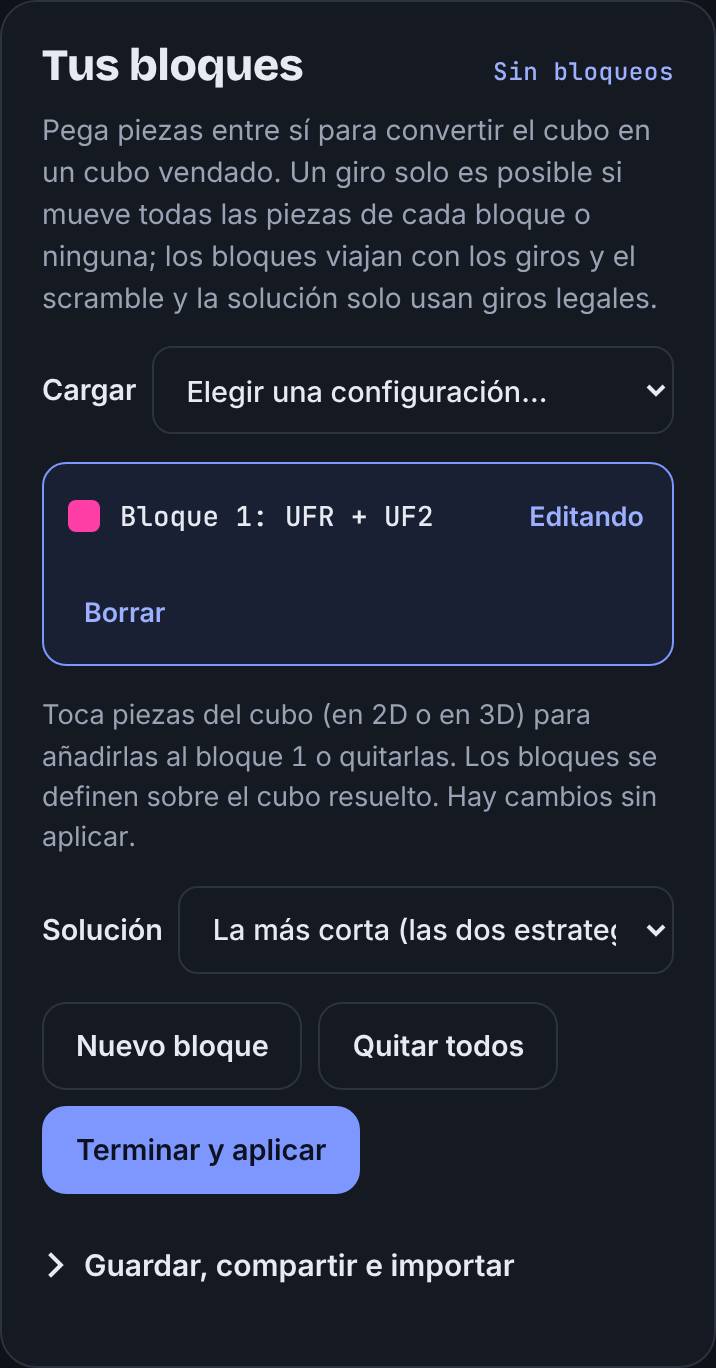 Tus bloques
Sin bloqueos
Pega piezas entre sí para convertir el cubo en
un cubo vendado. Un giro solo es posible si
mueve todas las piezas de cada bloque o
ninguna; los bloques viajan con los giros y el
scramble y la solución solo usan giros legales.
Cargar
Elegir una configuración...
Bloque 1: UFR + UF2
Editando
Borrar
Toca piezas del cubo (en 2D o en 3D) para
añadirlas al bloque 1 o quitarlas. Los bloques se
definen sobre el cubo resuelto. Hay cambios sin
aplicar.
Solución
La más corta (las dos estrateg
Nuevo bloque
Quitar todos
Terminar y aplicar
Guardar, compartir e importar